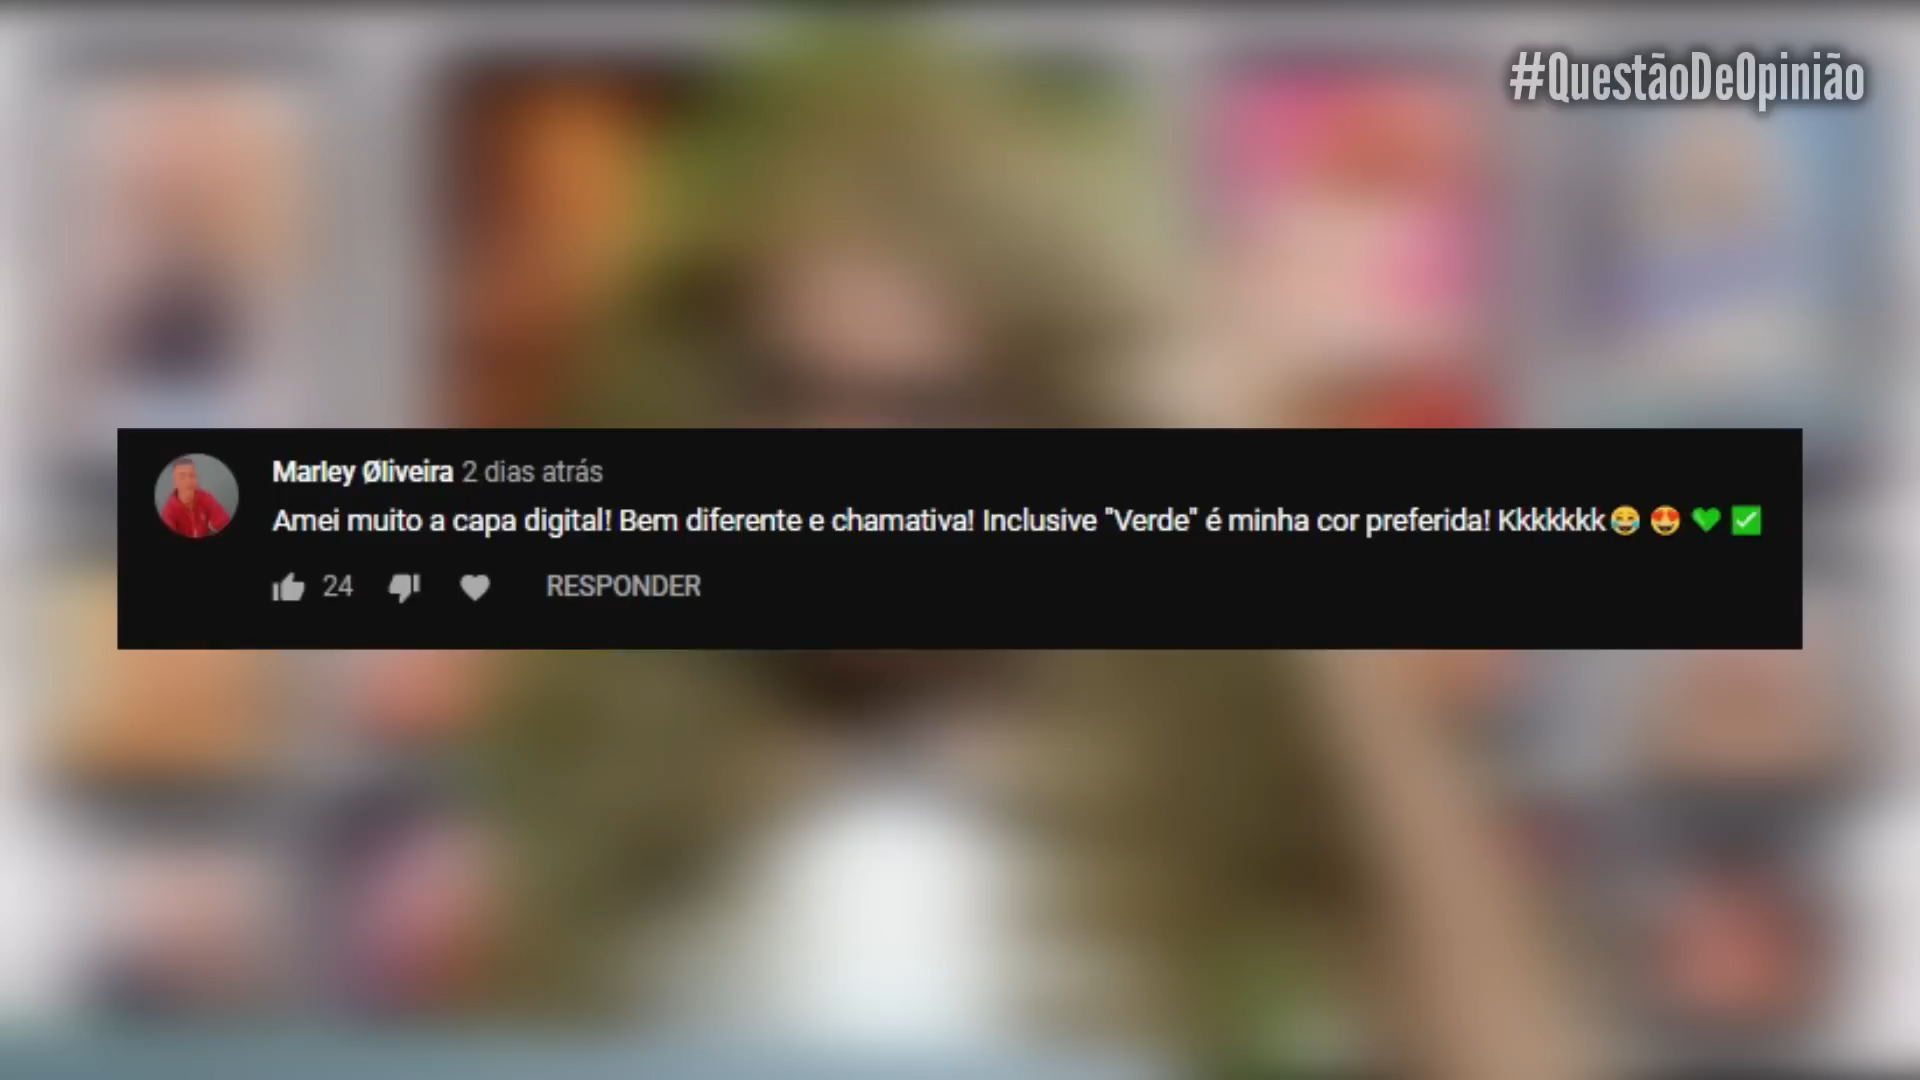 #QuestãoDeOpinião
Marley Øliveira 2 dias atrás
Amei muito a capa digital! Bem diferente e chamativa! Inclusive "Verde" é minha cor preferida! Kkkkkkk😂😍💚✅
24 RESPONDER